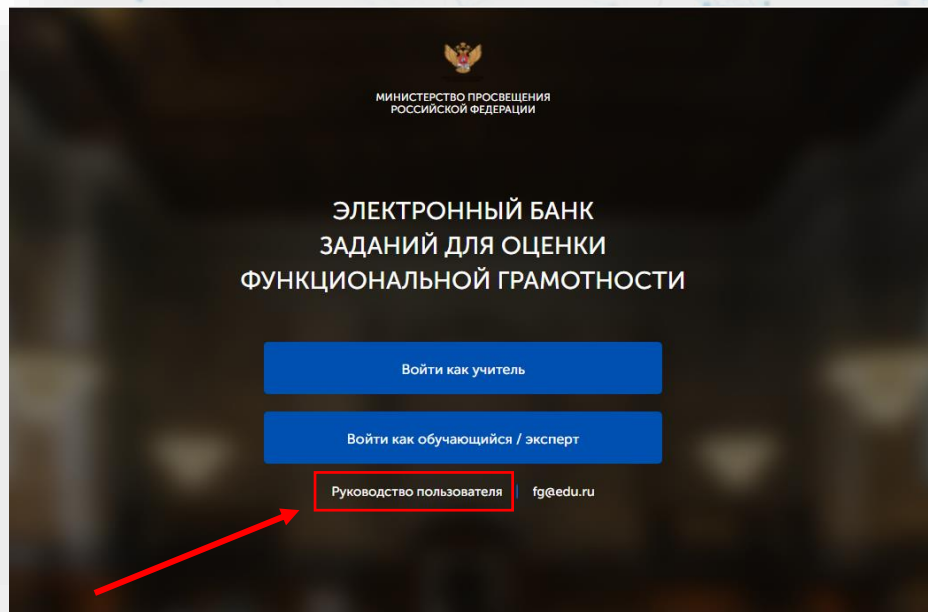 МИНИСТЕРСТВО ПРОСВЕЩЕНИЯ
РОССИЙСКОЙ ФЕДЕРАЦИИ
ЭЛЕКТРОННЫЙ БАНК
ЗАДАНИЙ ДЛЯ ОЦЕНКИ
ФУНКЦИОНАЛЬНОЙ ГРАМОТНОСТИ
Войти как учитель
Войти как обучающийся / эксперт
Руководство пользователя | fg@edu.ru